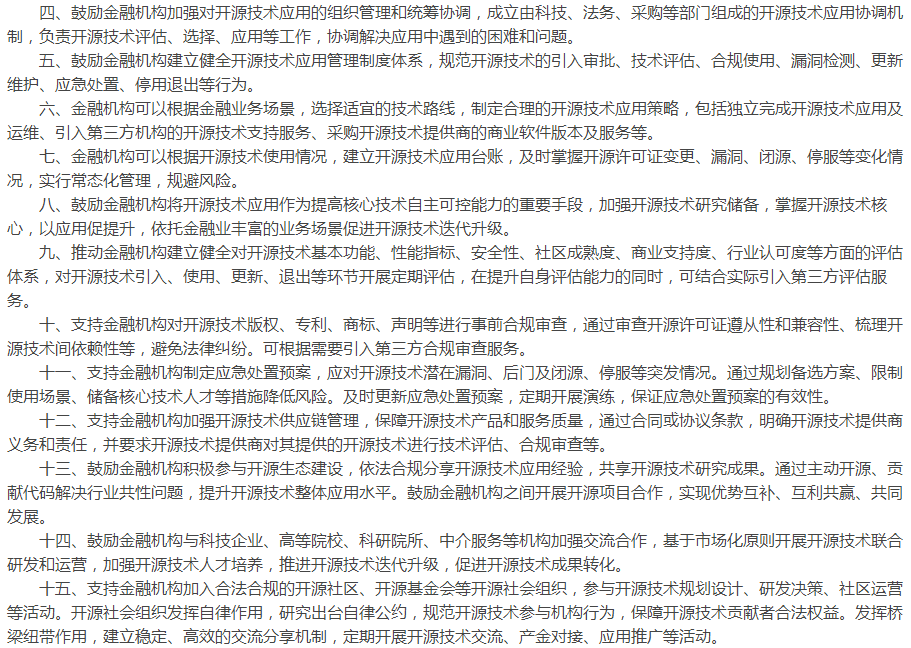 四、鼓励金融机构加强对开源技术应用的组织管理和统筹协调，成立由科技、法务、采购等部门组成的开源技术应用协调机
制，负责开源技术评估、选择、应用等工作，协调解决应用中遇到的困难和问题。
五、鼓励金融机构建立健全开源技术应用管理制度体系，规范开源技术的引入审批、技术评估、合规使用、漏洞检测、更新
维护、应急处置、停用退出等行为。
六、金融机构可以根据金融业务场景，选择适宜的技术路线，制定合理的开源技术应用策略，包括独立完成开源技术应用及
运维、引入第三方机构的开源技术支持服务、采购开源技术提供商的商业软件版本及服务等。
七、金融机构可以根据开源技术使用情况，建立开源技术应用台账，及时掌握开源许可证变更、漏洞、闭源、停服等变化情
况，实行常态化管理，规避风险。
八、鼓励金融机构将开源技术应用作为提高核心技术自主可控能力的重要手段，加强开源技术研究储备，掌握开源技术核
心，以应用促提升，依托金融业丰富的业务场景促进开源技术迭代升级。
九、推动金融机构建立健全对开源技术基本功能、性能指标、安全性、社区成熟度、商业支持度、行业认可度等方面的评估
体系，对开源技术引入、使用、更新、退出等环节开展定期评估，在提升自身评估能力的同时，可结合实际引入第三方评估服
务。
十、支持金融机构对开源技术版权、专利、商标、声明等进行事前合规审查，通过审查开源许可证遵从性和兼容性、梳理开
源技术间依赖性等，避免法律纠纷。可根据需要引入第三方合规审查服务。
十一、支持金融机构制定应急处置预案，应对开源技术潜在漏洞、后门及闭源、停服等突发情况。通过规划备选方案、限制
使用场景、储备核心技术人才等措施降低风险。及时更新应急处置预案，定期开展演练，保证应急处置预案的有效性。
十二、支持金融机构加强开源技术供应链管理，保障开源技术产品和服务质量，通过合同或协议条款，明确开源技术提供商
义务和责任，并要求开源技术提供商对其提供的开源技术进行技术评估、合规审查等。
十三、鼓励金融机构积极参与开源生态建设，依法合规分享开源技术应用经验，共享开源技术研究成果。通过主动开源、贡
献代码解决行业共性问题，提升开源技术整体应用水平。鼓励金融机构之间开展开源项目合作，实现优势互补、互利共赢、共同
发展。
十四、鼓励金融机构与科技企业、高等院校、科研院所、中介服务等机构加强交流合作，基于市场化原则开展开源技术联合
研发和运营，加强开源技术人才培养，推进开源技术迭代升级，促进开源技术成果转化。
十五、支持金融机构加入合法合规的开源社区、开源基金会等开源社会组织，参与开源技术规划设计、研发决策、社区运营
等活动。开源社会组织发挥自律作用，研究出台自律公约，规范开源技术参与机构行为，保障开源技术贡献者合法权益。发挥桥
梁纽带作用，建立稳定、高效的交流分享机制，定期开展开源技术交流、产金对接、应用推广等活动。